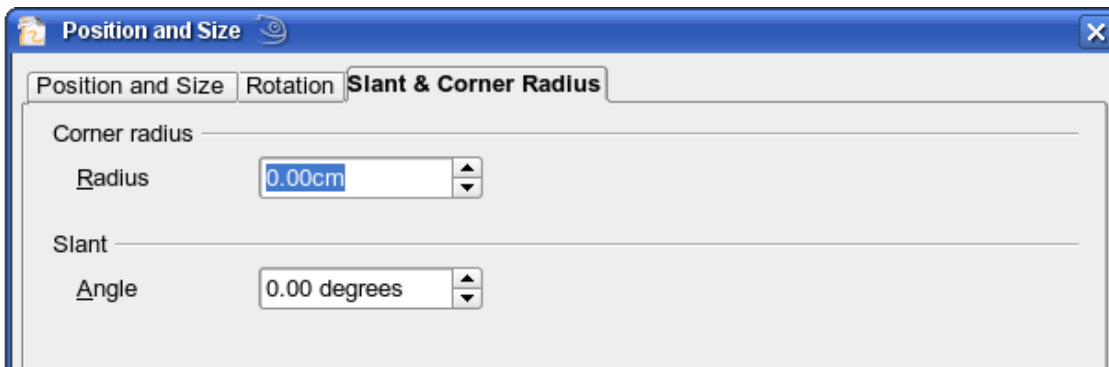 Position and Size
Position and Size Rotation Slant & Corner Radius
Corner radius
Radius 0.00cm
Slant
Angle 0.00 degrees